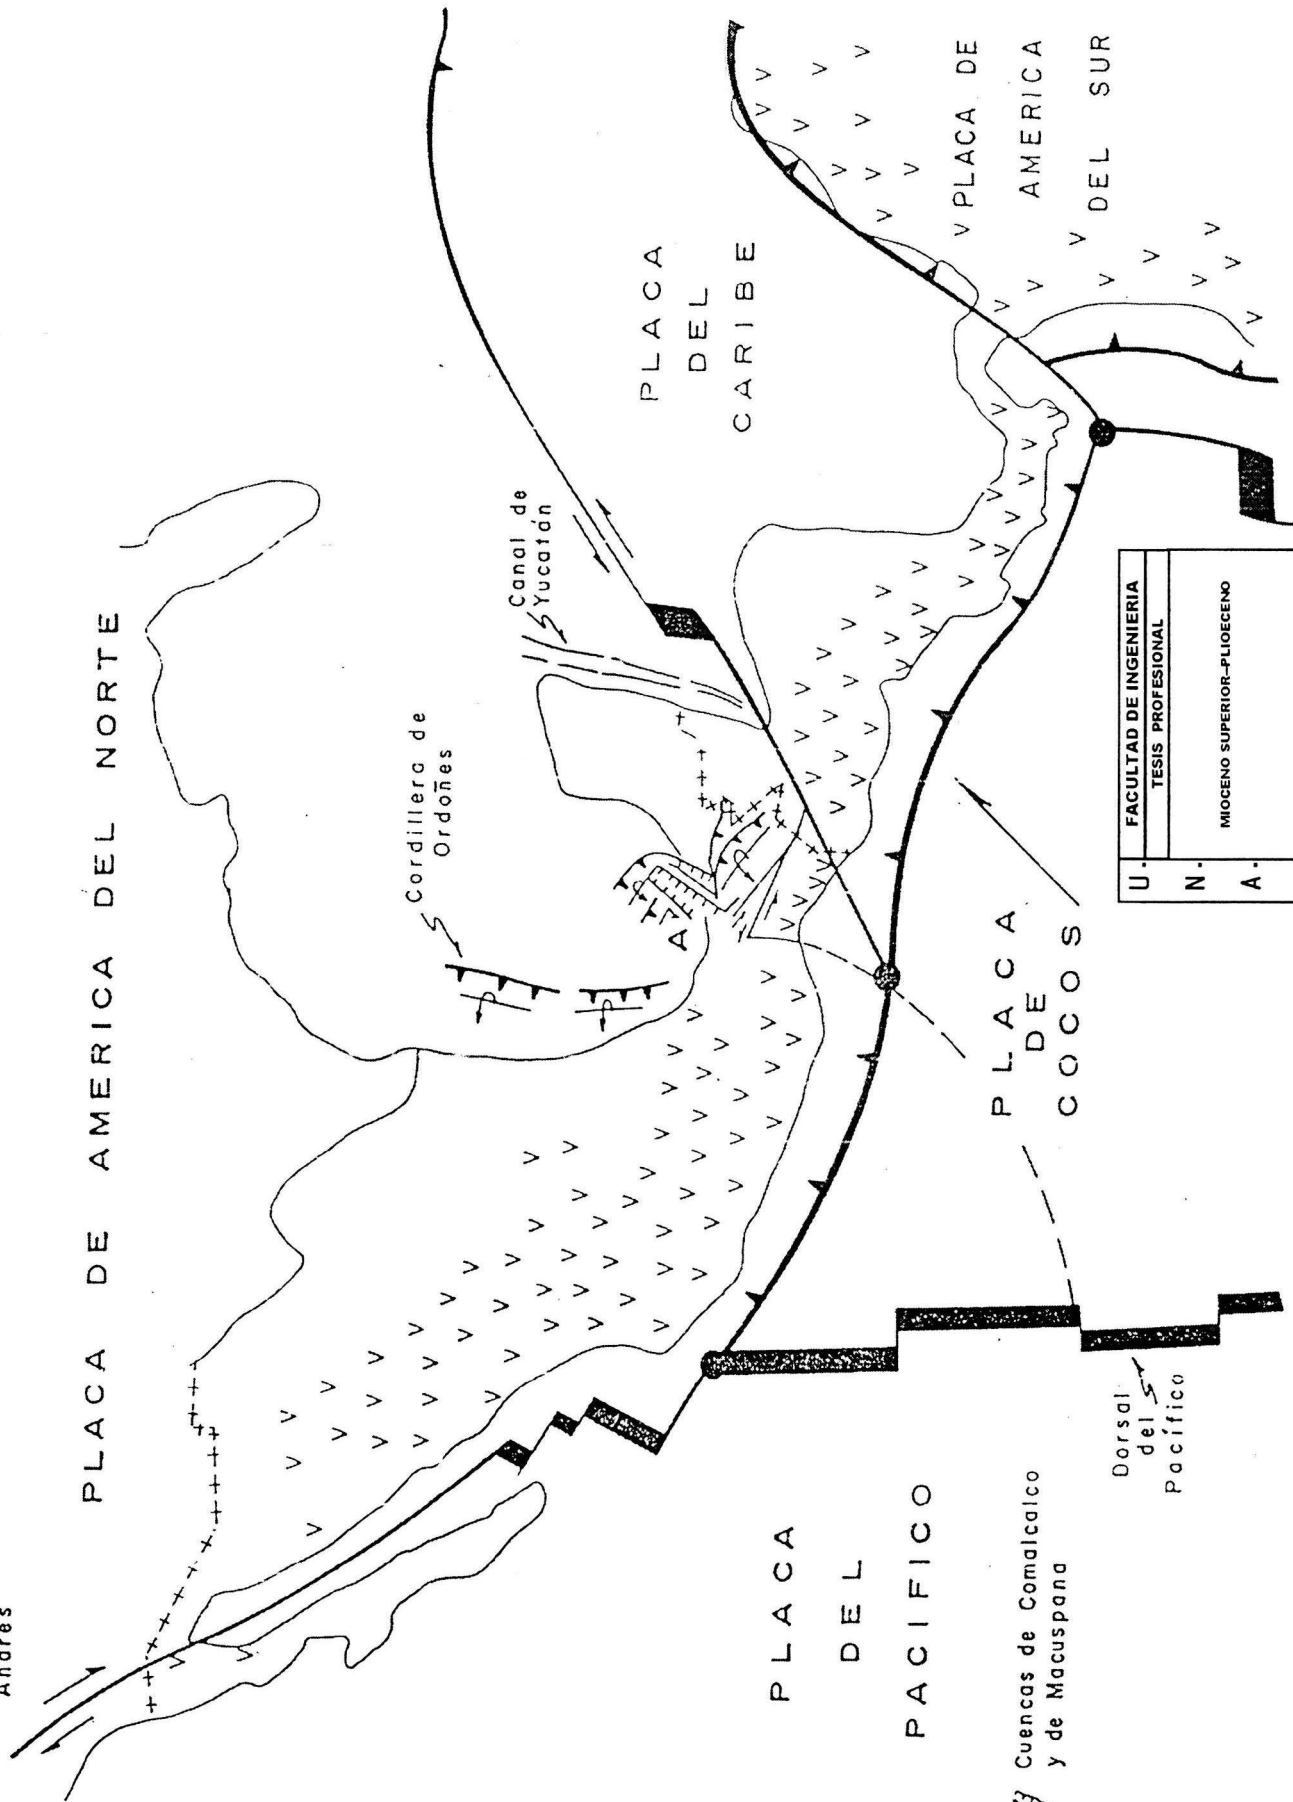 Andrés
PLACA DE AMERICA DEL NORTE
Cordillera de
Ordoñes
Canal de
Yucatán
PLACA
DEL
CARIBE
PLACA DE
AMERICA
DEL SUR
A
PLACA
DE
COCOS
PLACA
DEL
PACIFICO
Dorsal
del
Pacífico
Cuencas de Comalcalco
y de Macuspana
U.
N.
A.
FACULTAD DE INGENIERIA
TESIS PROFESIONAL
MIOCENO SUPERIOR-PLIOECENO